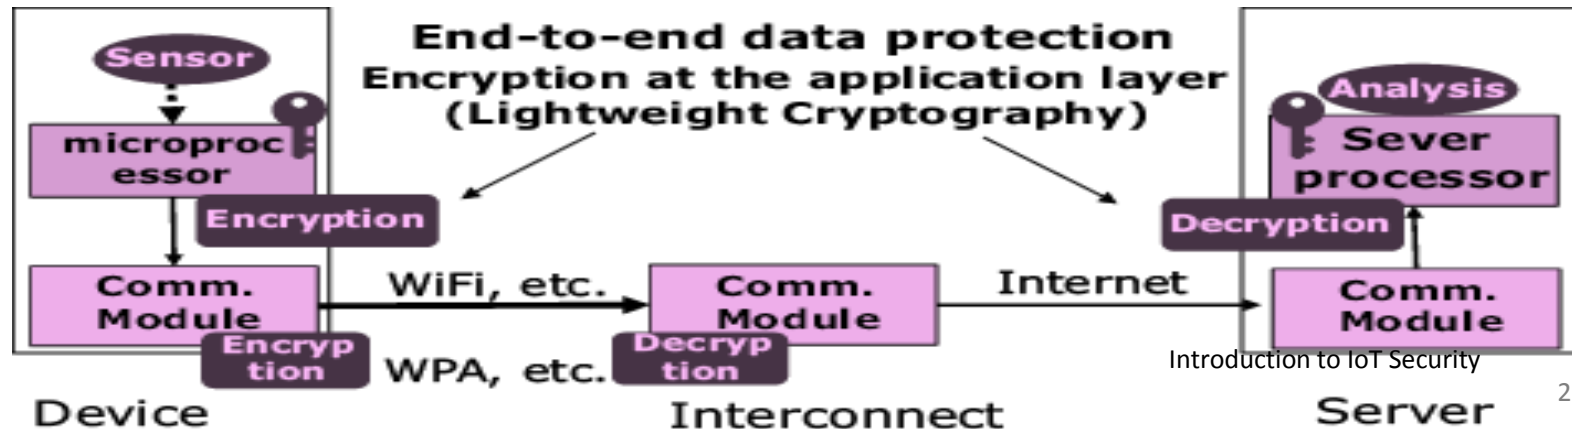 End-to-end data protection
Encryption at the application layer
(Lightweight Cryptography)
Sensor
microproc
essor
Encryption
Comm.
Module
Encryp
tion
Device
WiFi, etc.
WPA, etc.
Comm.
Module
Decryp
tion
Interconnect
Internet
Analysis
Sever
processor
Decryption
Comm.
Module
Introduction to IoT Security
2
Server